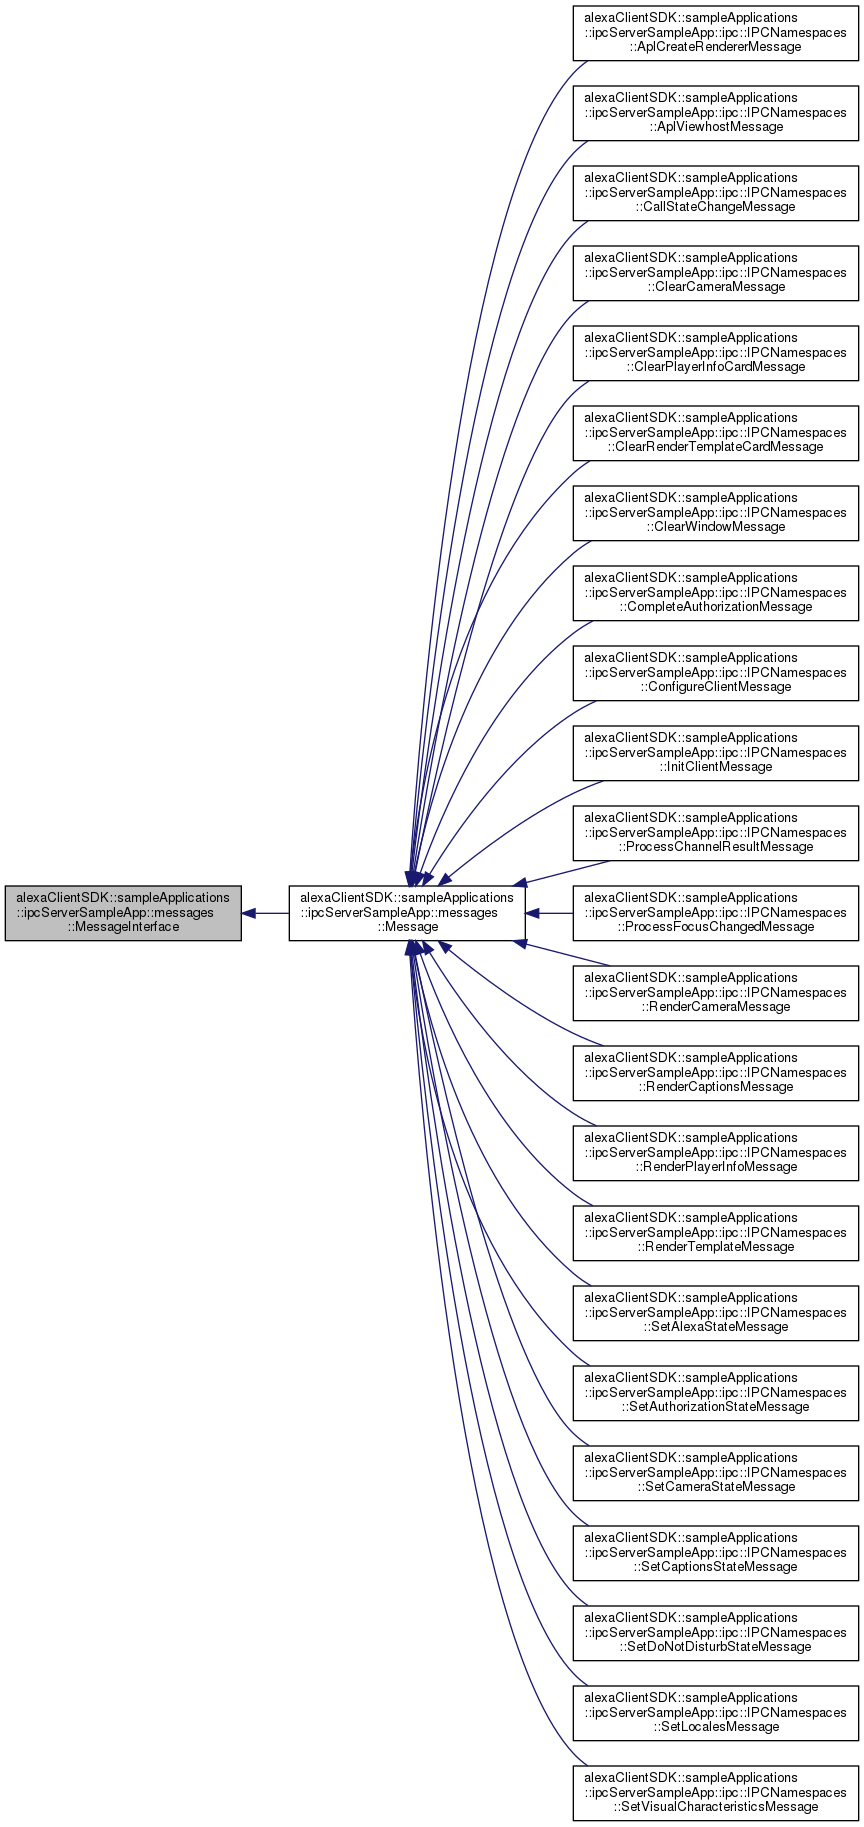 alexaClientSDK::sampleApplications
::ipcServerSampleApp::messages
::MessageInterface
alexaClientSDK::sampleApplications
::ipcServerSampleApp::messages
::Message
alexaClientSDK::sampleApplications
::ipcServerSampleApp::ipc::IPCNamespaces
::AplCreateRendererMessage
alexaClientSDK::sampleApplications
::ipcServerSampleApp::ipc::IPCNamespaces
::AplViewhostMessage
alexaClientSDK::sampleApplications
::ipcServerSampleApp::ipc::IPCNamespaces
::CallStateChangeMessage
alexaClientSDK::sampleApplications
::ipcServerSampleApp::ipc::IPCNamespaces
::ClearCameraMessage
alexaClientSDK::sampleApplications
::ipcServerSampleApp::ipc::IPCNamespaces
::ClearPlayerInfoCardMessage
alexaClientSDK::sampleApplications
::ipcServerSampleApp::ipc::IPCNamespaces
::ClearRenderTemplateCardMessage
alexaClientSDK::sampleApplications
::ipcServerSampleApp::ipc::IPCNamespaces
::ClearWindowMessage
alexaClientSDK::sampleApplications
::ipcServerSampleApp::ipc::IPCNamespaces
::CompleteAuthorizationMessage
alexaClientSDK::sampleApplications
::ipcServerSampleApp::ipc::IPCNamespaces
::ConfigureClientMessage
alexaClientSDK::sampleApplications
::ipcServerSampleApp::ipc::IPCNamespaces
::InitClientMessage
alexaClientSDK::sampleApplications
::ipcServerSampleApp::ipc::IPCNamespaces
::ProcessChannelResultMessage
alexaClientSDK::sampleApplications
::ipcServerSampleApp::ipc::IPCNamespaces
::ProcessFocusChangedMessage
alexaClientSDK::sampleApplications
::ipcServerSampleApp::ipc::IPCNamespaces
::RenderCameraMessage
alexaClientSDK::sampleApplications
::ipcServerSampleApp::ipc::IPCNamespaces
::RenderCaptionsMessage
alexaClientSDK::sampleApplications
::ipcServerSampleApp::ipc::IPCNamespaces
::RenderPlayerInfoMessage
alexaClientSDK::sampleApplications
::ipcServerSampleApp::ipc::IPCNamespaces
::RenderTemplateMessage
alexaClientSDK::sampleApplications
::ipcServerSampleApp::ipc::IPCNamespaces
::SetAlexaStateMessage
alexaClientSDK::sampleApplications
::ipcServerSampleApp::ipc::IPCNamespaces
::SetAuthorizationStateMessage
alexaClientSDK::sampleApplications
::ipcServerSampleApp::ipc::IPCNamespaces
::SetCameraStateMessage
alexaClientSDK::sampleApplications
::ipcServerSampleApp::ipc::IPCNamespaces
::SetCaptionsStateMessage
alexaClientSDK::sampleApplications
::ipcServerSampleApp::ipc::IPCNamespaces
::SetDoNotDisturbStateMessage
alexaClientSDK::sampleApplications
::ipcServerSampleApp::ipc::IPCNamespaces
::SetLocalesMessage
alexaClientSDK::sampleApplications
::ipcServerSampleApp::ipc::IPCNamespaces
::SetVisualCharacteristicsMessage